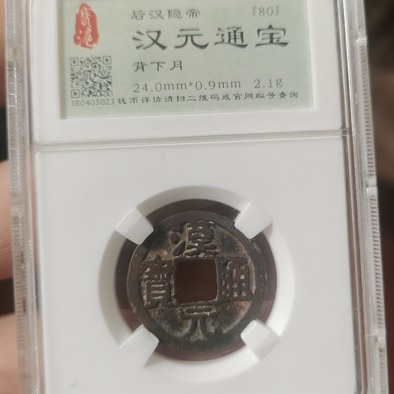 后汉隐帝 [80]
汉元通宝
背下月
24.0mm*0.9mm 2.1g
180403023 钱币详情请扫二维码或官网编号查询
漢元通寶